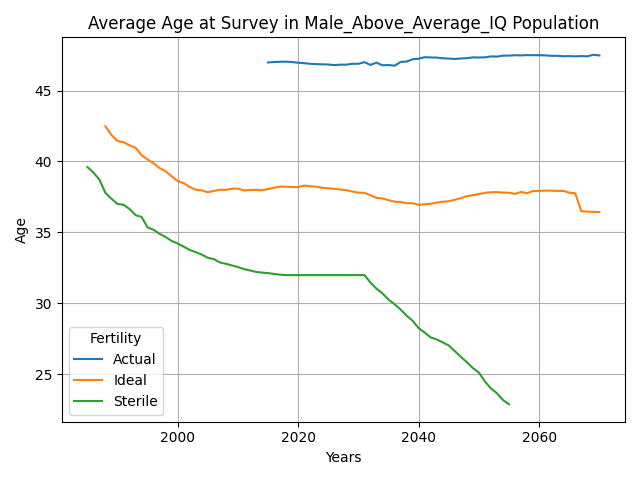 Average Age at Survey in Male_Above_Average_IQ Population
Age
45
40
35
30
25
Fertility
Actual
Ideal
Sterile
2000
2020
2040
2060
Years